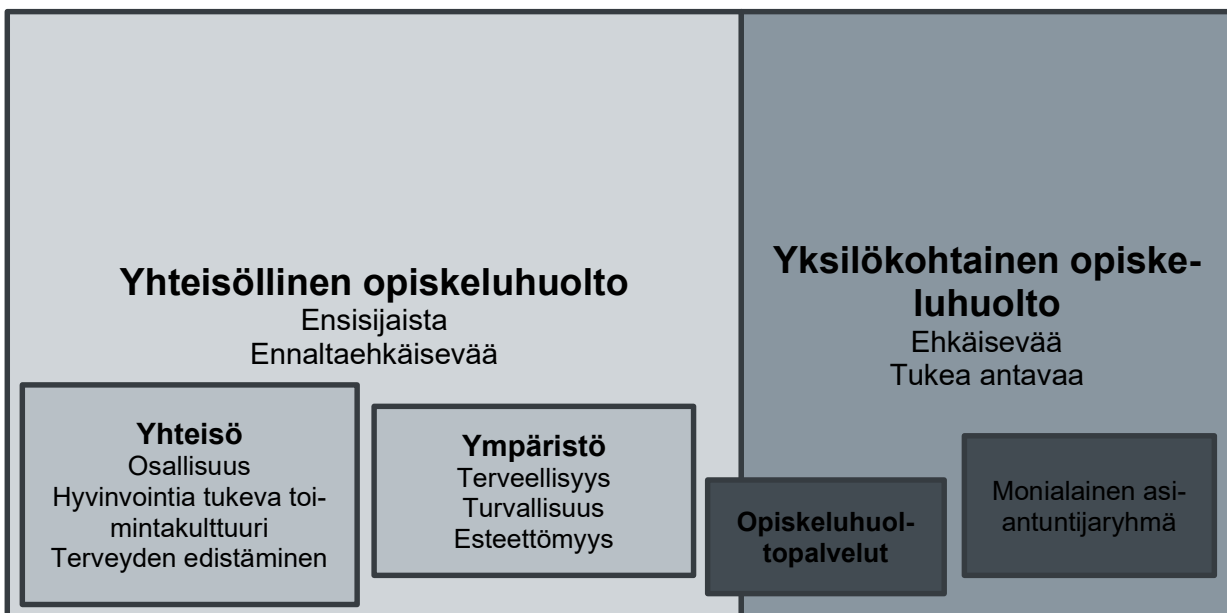 Yhteisöllinen opiskeluhuolto
Ensisijaista
Ennaltaehkäisevää
Yhteisö
Osallisuus
Hyvinvointia tukeva toi-
mintakulttuuri
Terveyden edistäminen
Ympäristö
Terveellisyys
Turvallisuus
Esteettömyys
Yksilökohtainen opiske-
luhuolto
Ehkäisevää
Tukea antavaa
Opiskeluhuol-
topalvelut
Monialainen asi-
antuntijaryhmä